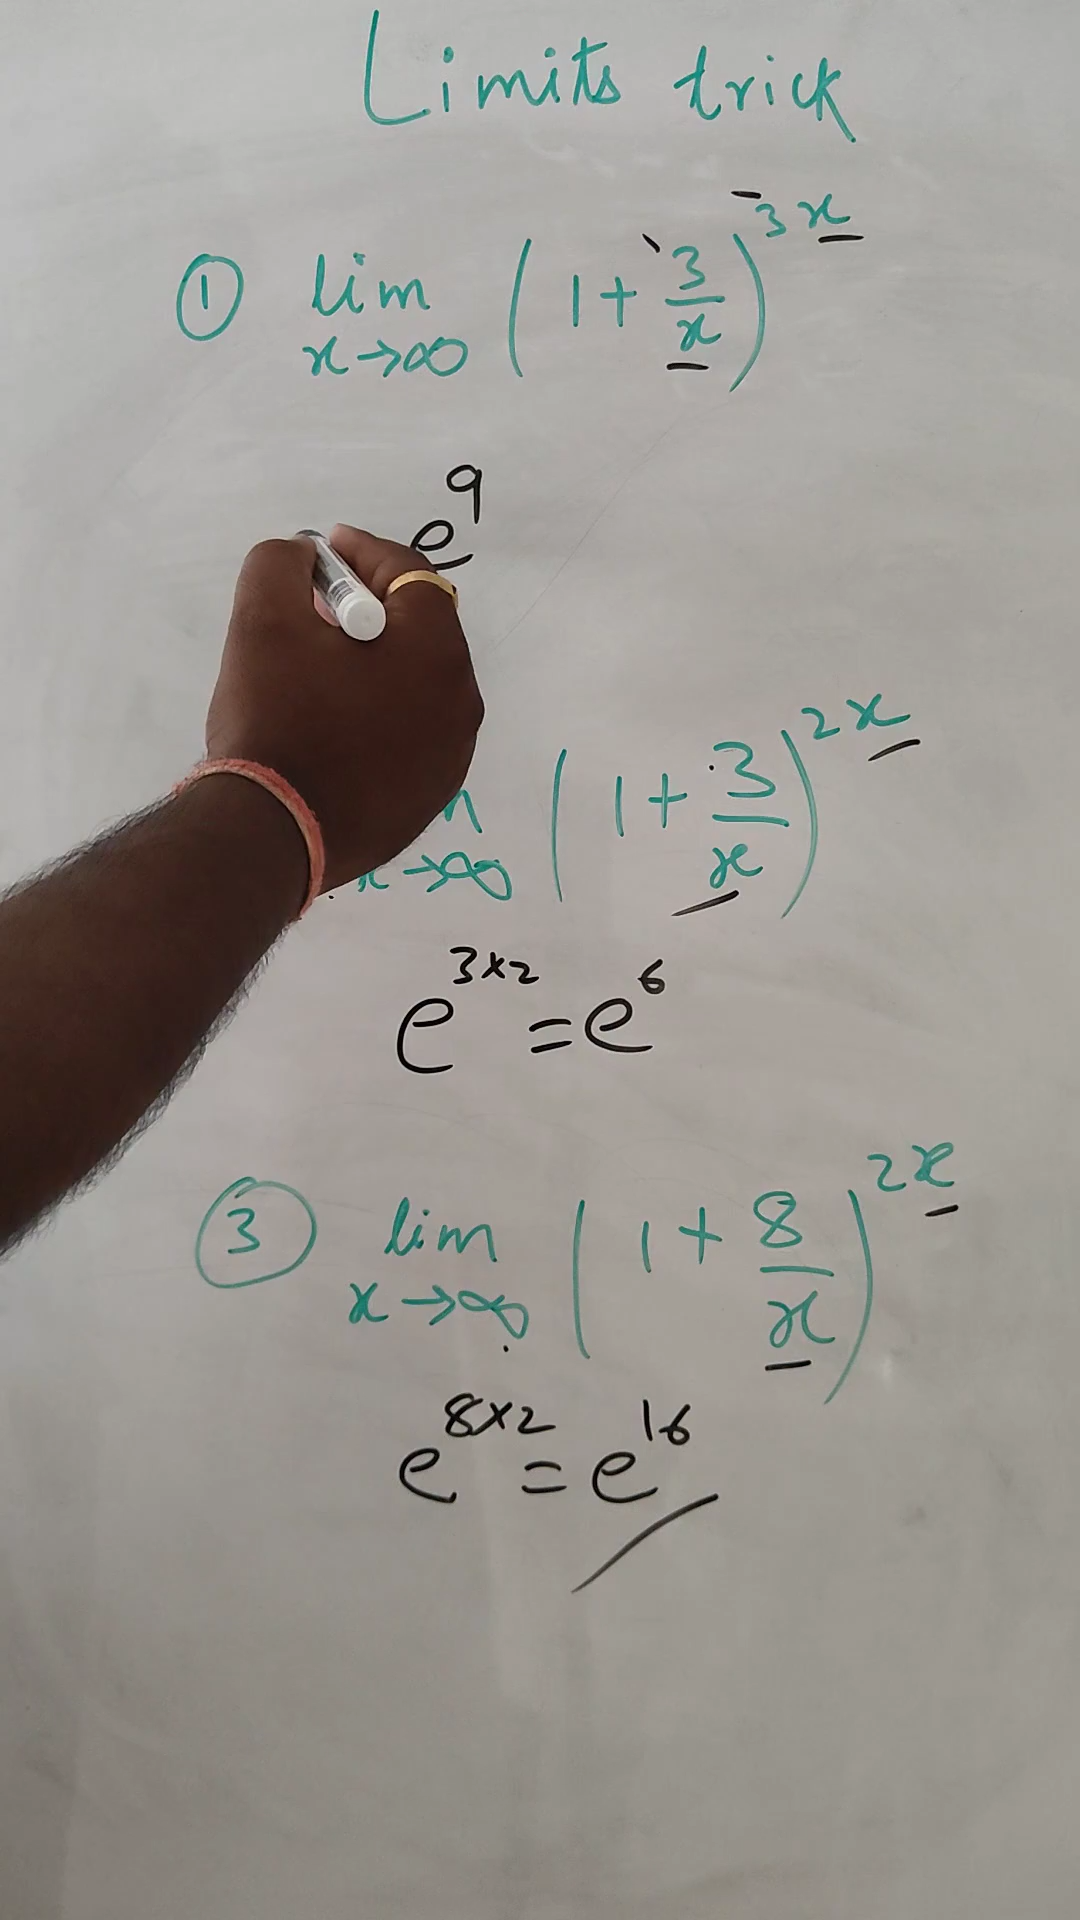 Limits trick
① lim x→∞ (1 + 3/x)^3x
e^9
x→∞ (1 + 3/x)^2x
e^3×2 = e^6
③ lim x→∞ (1 + 8/x)^2x
e^8×2 = e^16